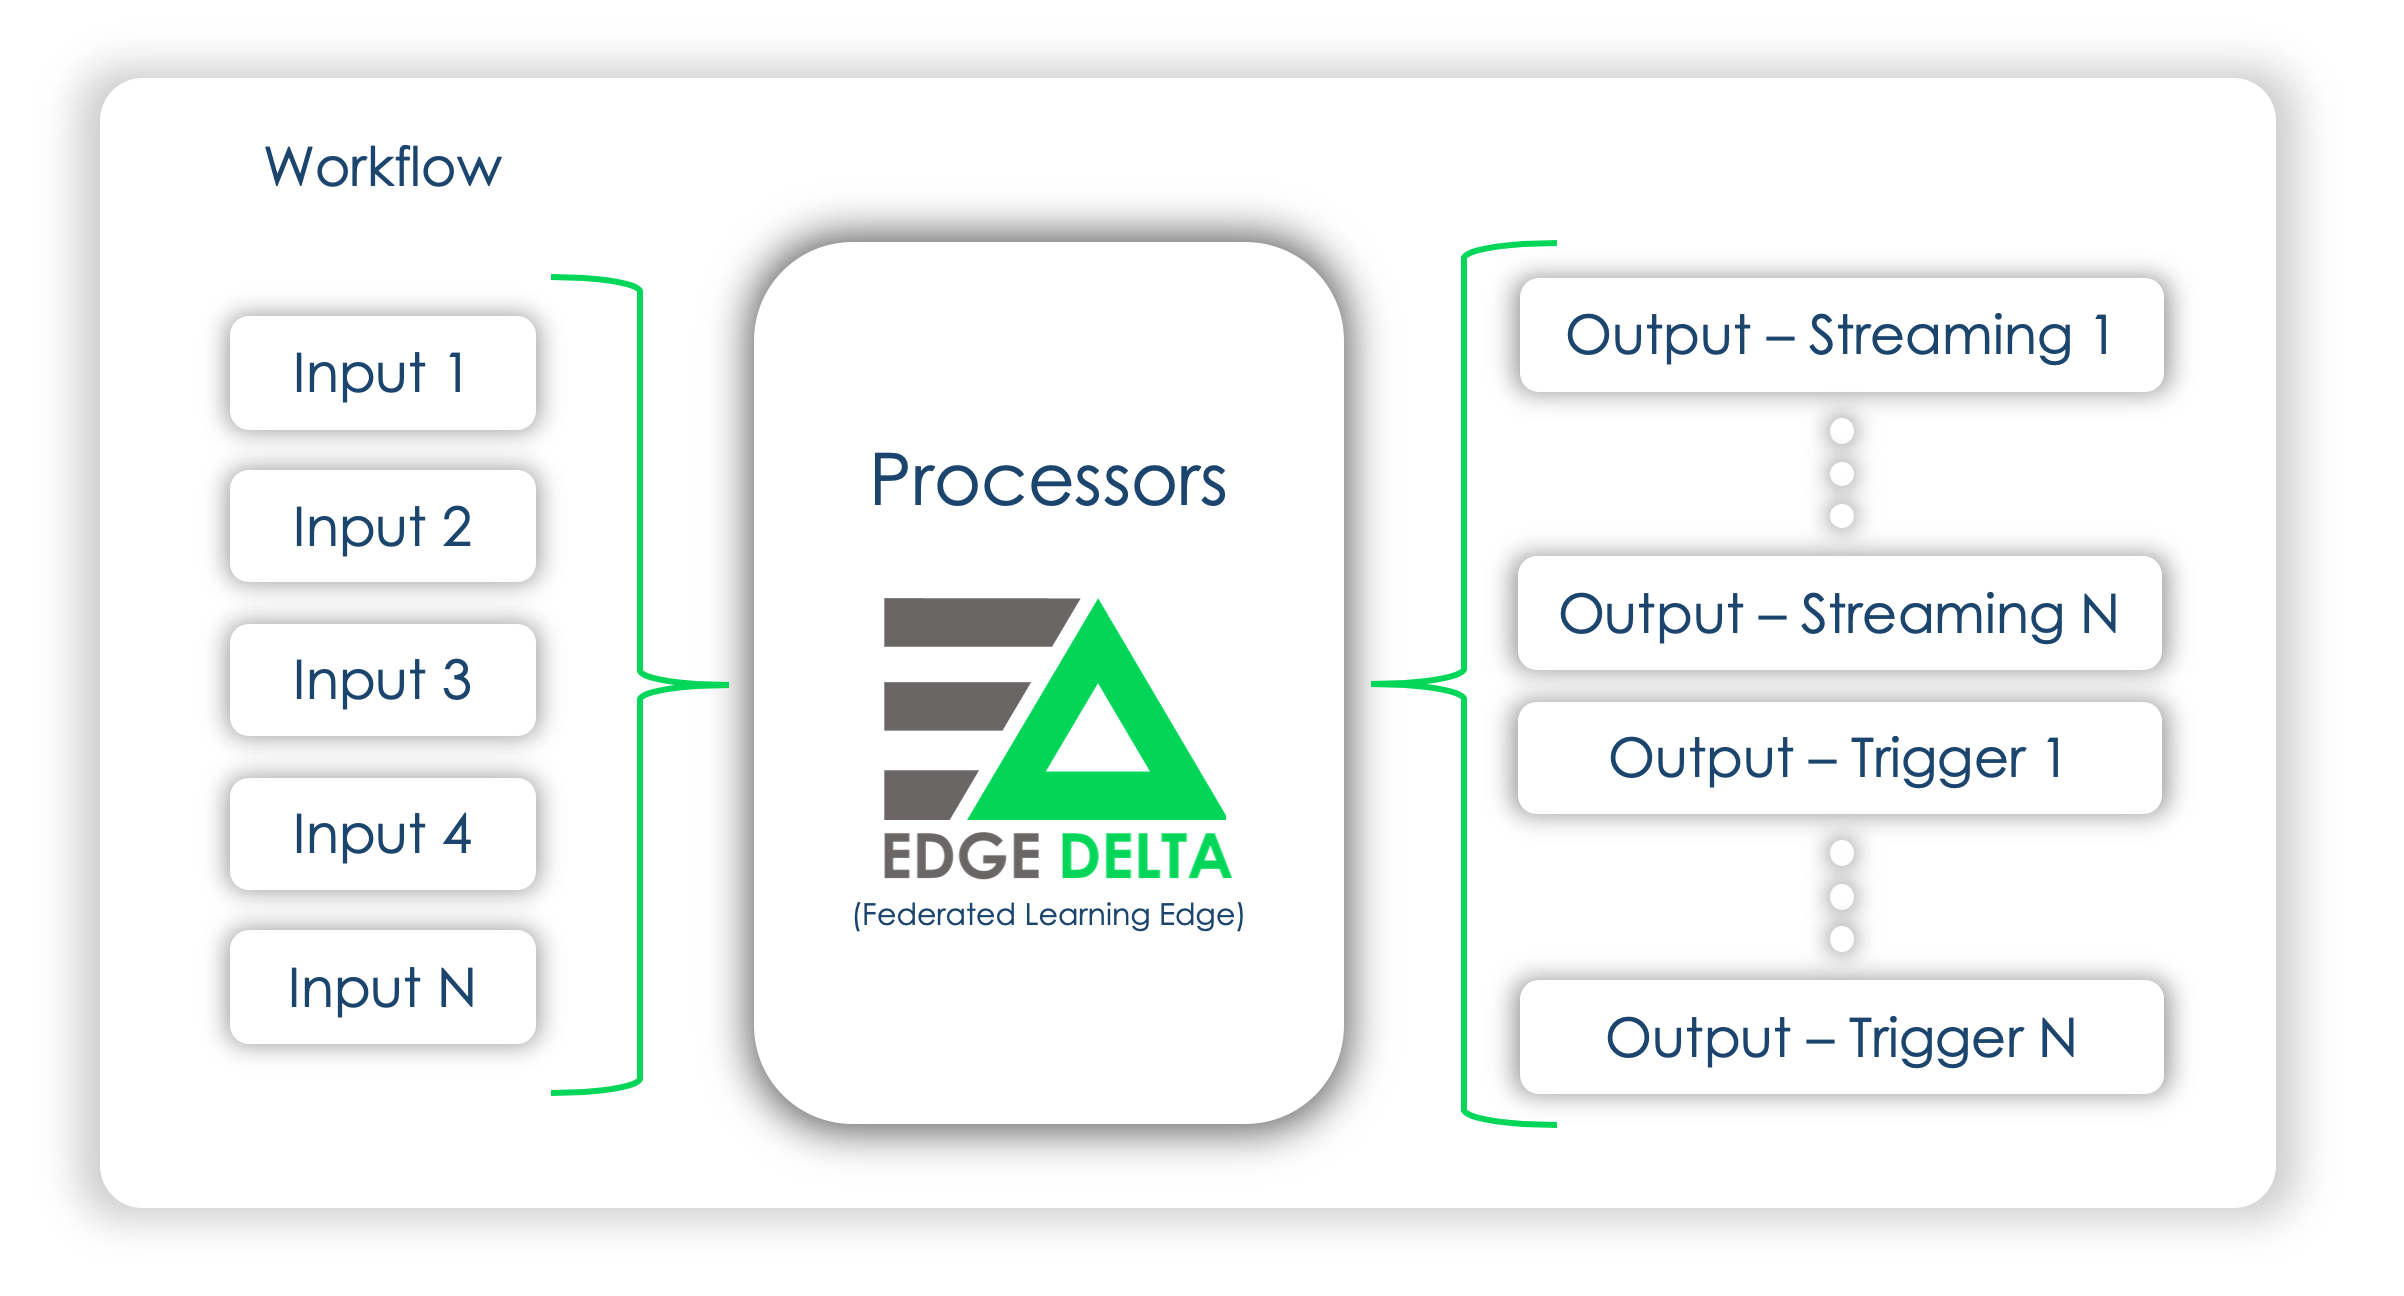 Workflow
Input 1
Input 2
Input 3
Input 4
Input N
Processors
EDGE DELTA
(Federated Learning Edge)
Output – Streaming 1
Output – Streaming N
Output – Trigger 1
Output – Trigger N